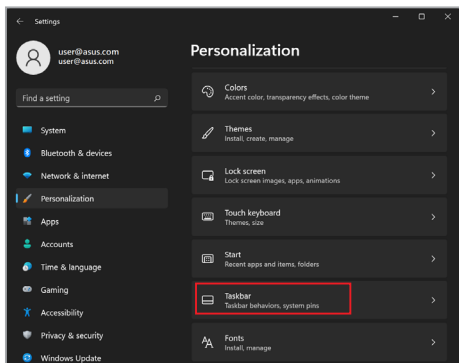 Settings
user@asus.com
user@asus.com
Find a setting
System
Bluetooth & devices
Network & internet
Personalization
Apps
Accounts
Time & language
Gaming
Accessibility
Privacy & security
Windows Update
Personalization
Colors
Accent color, transparency effects, color theme
Themes
Install, create, manage
Lock screen
Lock screen images, apps, animations
Touch keyboard
Themes, size
Start
Recent apps and items, folders
Taskbar
Taskbar behaviors, system pins
Fonts
Install, manage